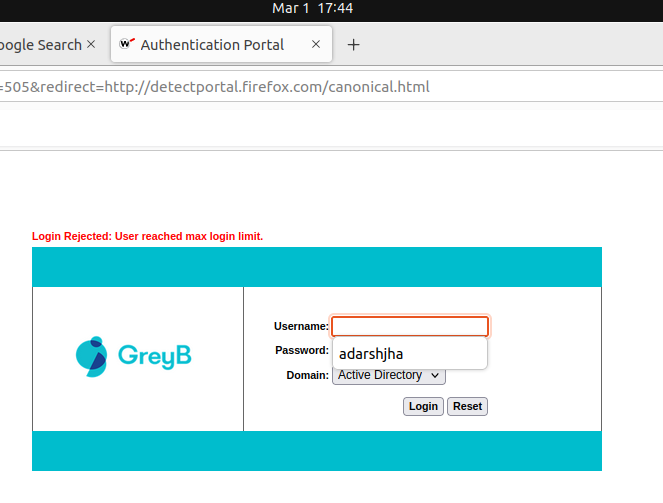 Mar 1 17:44
oogle Search ×
Authentication Portal ×
=505&redirect=http://detectportal.firefox.com/canonical.html
Login Rejected: User reached max login limit.
GreyB
Username:
Password:
adarshjha
Domain: Active Directory
Login Reset